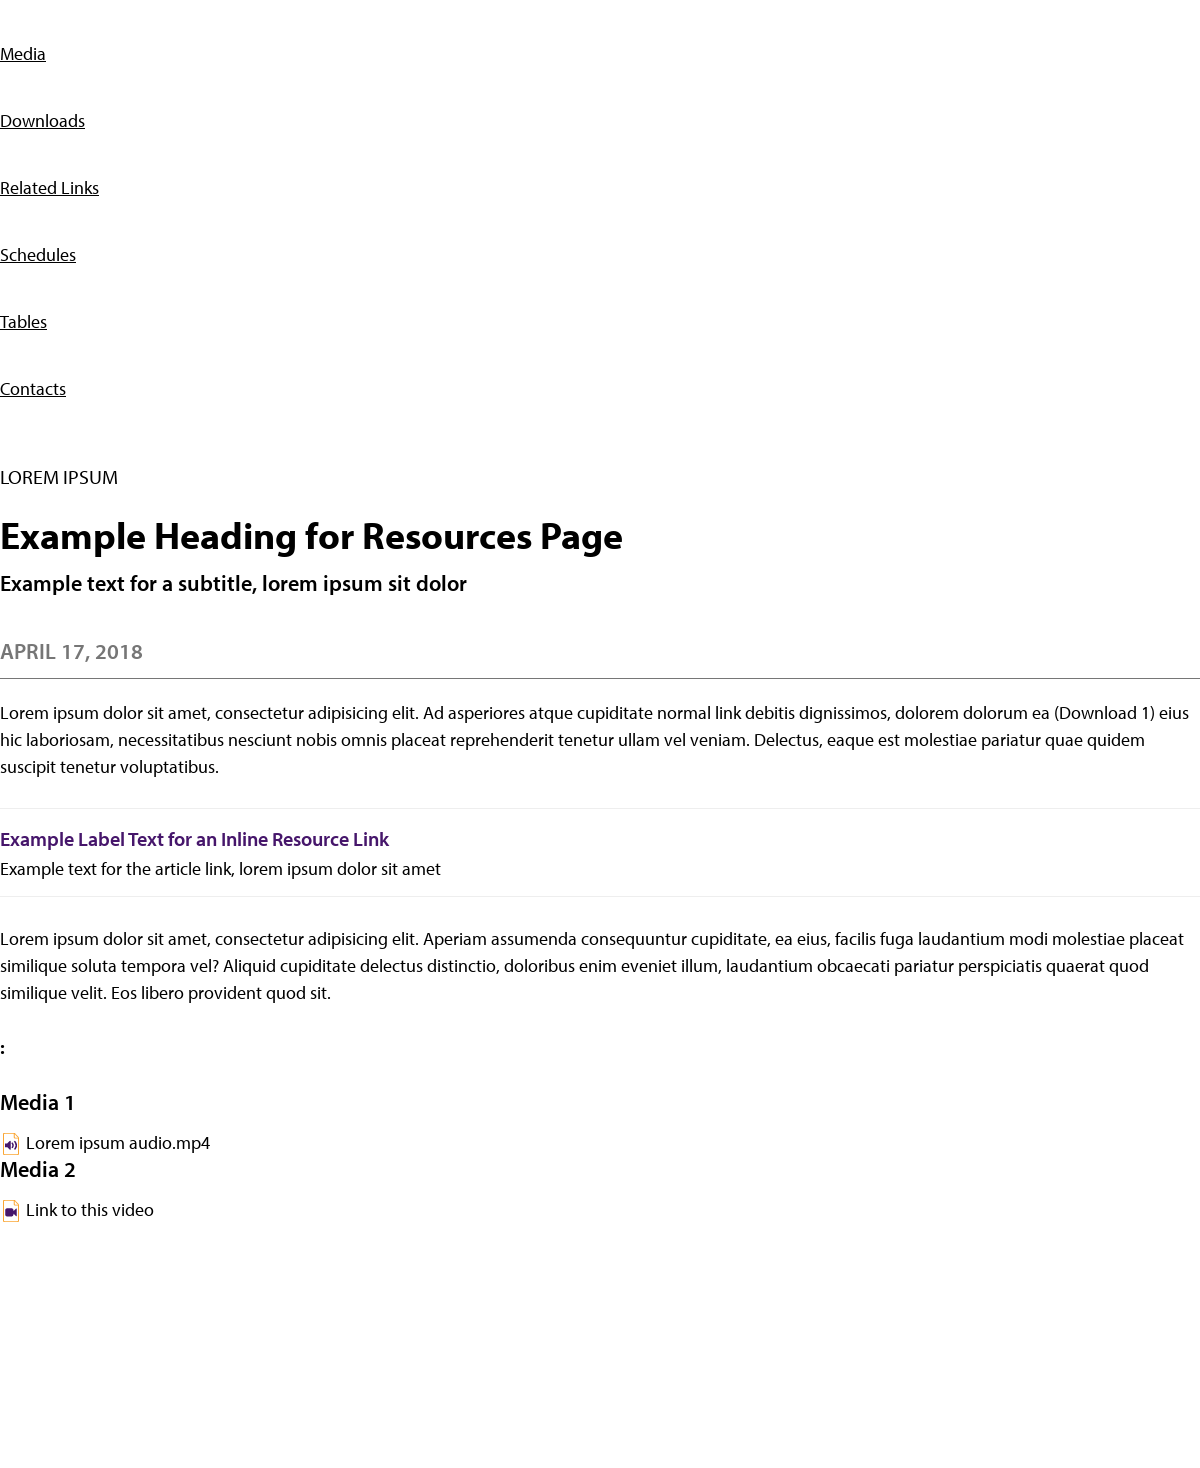 Media
Downloads
Related Links
Schedules
Tables
Contacts
LOREM IPSUM
Example Heading for Resources Page
Example text for a subtitle, lorem ipsum sit dolor
APRIL 17, 2018
Lorem ipsum dolor sit amet, consectetur adipisicing elit. Ad asperiores atque cupiditate normal link debitis dignissimos, dolorem dolorum ea (Download 1) eius
hic laboriosam, necessitatibus nesciunt nobis omnis placeat reprehenderit tenetur ullam vel veniam. Delectus, eaque est molestiae pariatur quae quidem
suscipit tenetur voluptatibus.
Example Label Text for an Inline Resource Link
Example text for the article link, lorem ipsum dolor sit amet
Lorem ipsum dolor sit amet, consectetur adipisicing elit. Aperiam assumenda consequuntur cupiditate, ea eius, facilis fuga laudantium modi molestiae placeat
similique soluta tempora vel? Aliquid cupiditate delectus distinctio, doloribus enim eveniet illum, laudantium obcaecati pariatur perspiciatis quaerat quod
similique velit. Eos libero provident quod sit.
:
Media 1
Lorem ipsum audio.mp4
Media 2
Link to this video